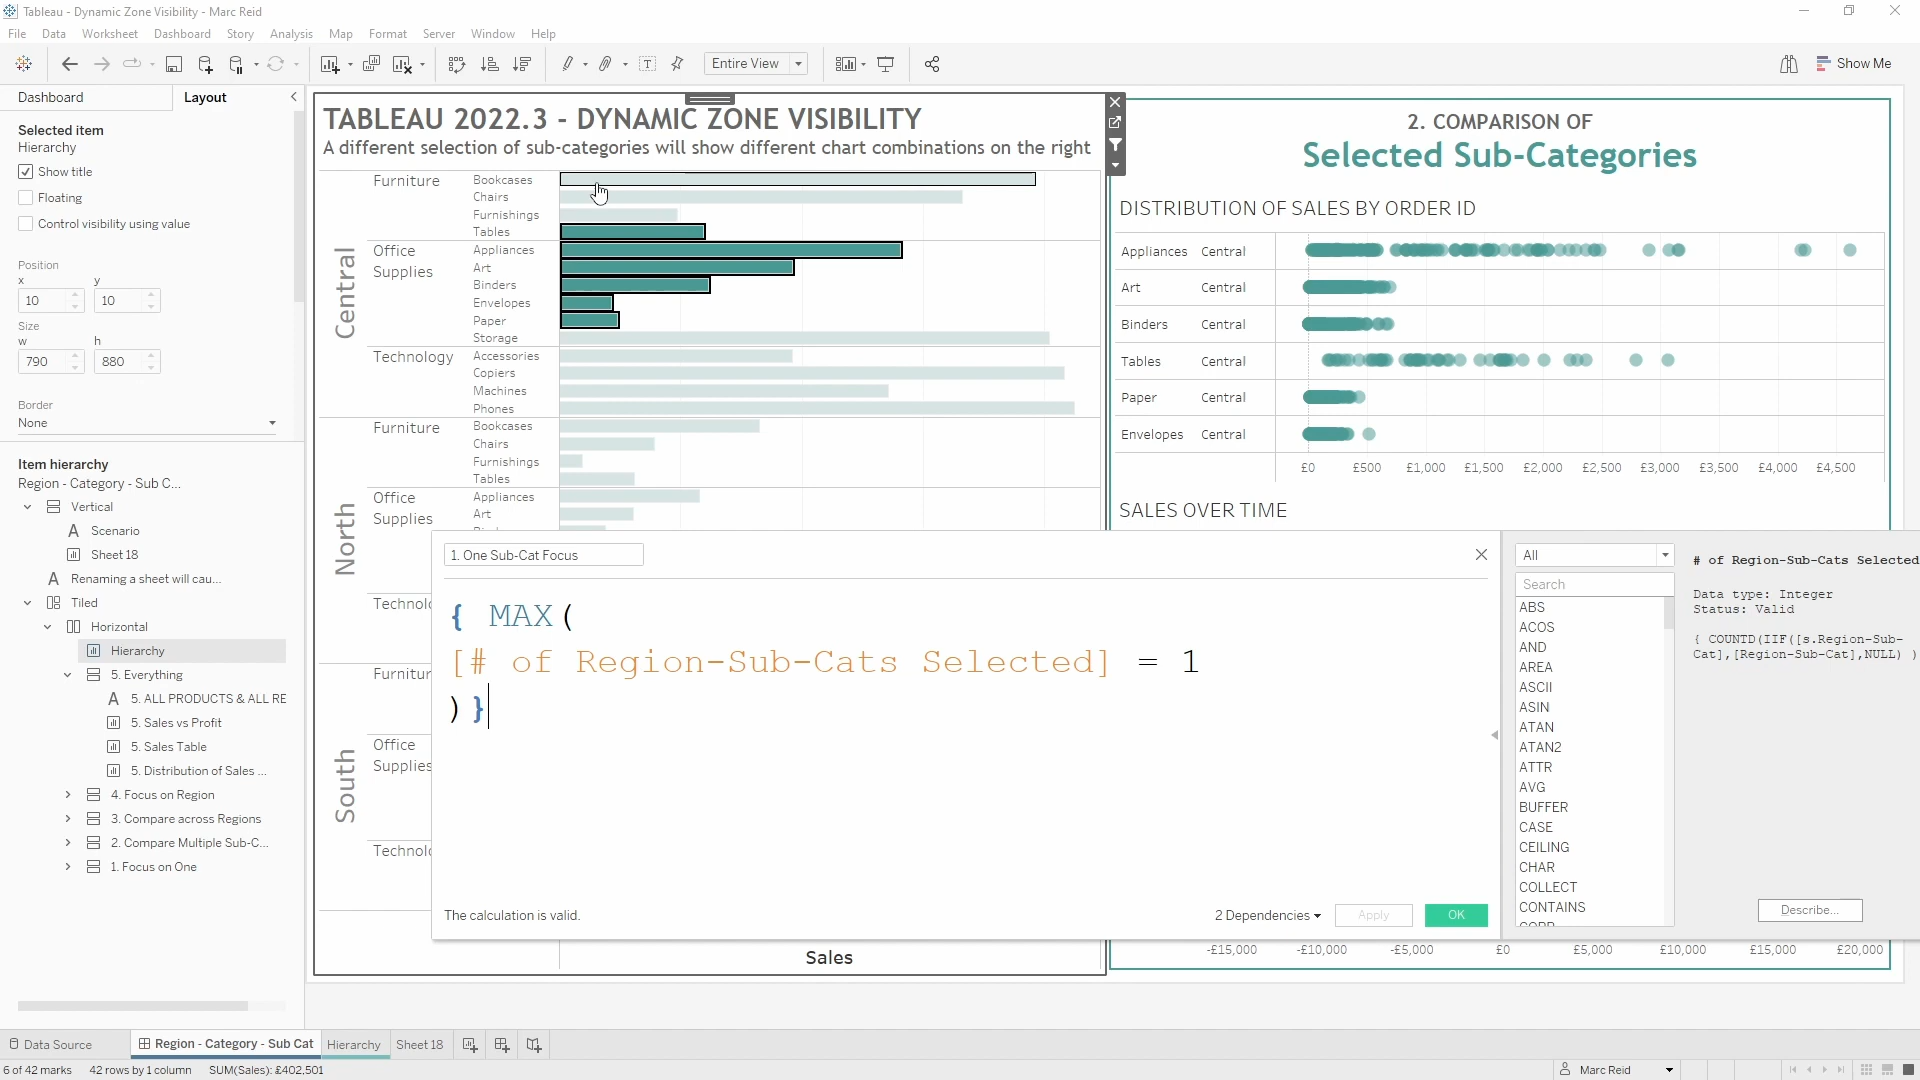 Tableau - Dynamic Zone Visibility - Marc Reid
File Data Worksheet Dashboard Story Analysis Map Format Server Window Help
Entire View
Show Me
Dashboard Layout
Selected item
Hierarchy
Show title
Floating
Control visibility using value
Position
x y
10 10
Size
w h
790 880
Border
None
Item hierarchy
Region - Category - Sub C...
Vertical
Scenario
Sheet 18
Renaming a sheet will cau...
Tiled
Horizontal
Hierarchy
5. Everything
5. ALL PRODUCTS & ALL RE
5. Sales vs Profit
5. Sales Table
5. Distribution of Sales ...
4. Focus on Region
3. Compare across Regions
2. Compare Multiple Sub-C...
1. Focus on One
TABLEAU 2022.3 - DYNAMIC ZONE VISIBILITY
A different selection of sub-categories will show different chart combinations on the right
Central
Furniture
Bookcases
Chairs
Furnishings
Tables
Office
Supplies
Appliances
Art
Binders
Envelopes
Paper
Storage
Technology
Accessories
Copiers
Machines
Phones
North
Furniture
Bookcases
Chairs
Furnishings
Tables
Office
Supplies
Appliances
Art
Technolo
South
Furnitur
Office
Supplies
Technolo
Sales
2. COMPARISON OF
Selected Sub-Categories
DISTRIBUTION OF SALES BY ORDER ID
Appliances Central
Art Central
Binders Central
Tables Central
Paper Central
Envelopes Central
£0 £500 £1,000 £1,500 £2,000 £2,500 £3,000 £3,500 £4,000 £4,500
SALES OVER TIME
1. One Sub-Cat Focus
{ MAX(
[# of Region-Sub-Cats Selected] = 1
)}
The calculation is valid.
2 Dependencies
Apply
OK
All
Search
ABS
ACOS
AND
AREA
ASCII
ASIN
ATAN
ATAN2
ATTR
AVG
BUFFER
CASE
CEILING
CHAR
COLLECT
CONTAINS
# of Region-Sub-Cats Selected
Data type: Integer
Status: Valid
{ COUNTD(IIF([s.Region-Sub-
Cat],[Region-Sub-Cat],NULL) )
Describe...
-£15,000 -£10,000 -£5,000 £0 £5,000 £10,000 £15,000 £20,000
Data Source
Region - Category - Sub Cat
Hierarchy
Sheet 18
6 of 42 marks 42 rows by 1 column SUM(Sales): £402,501
Marc Reid